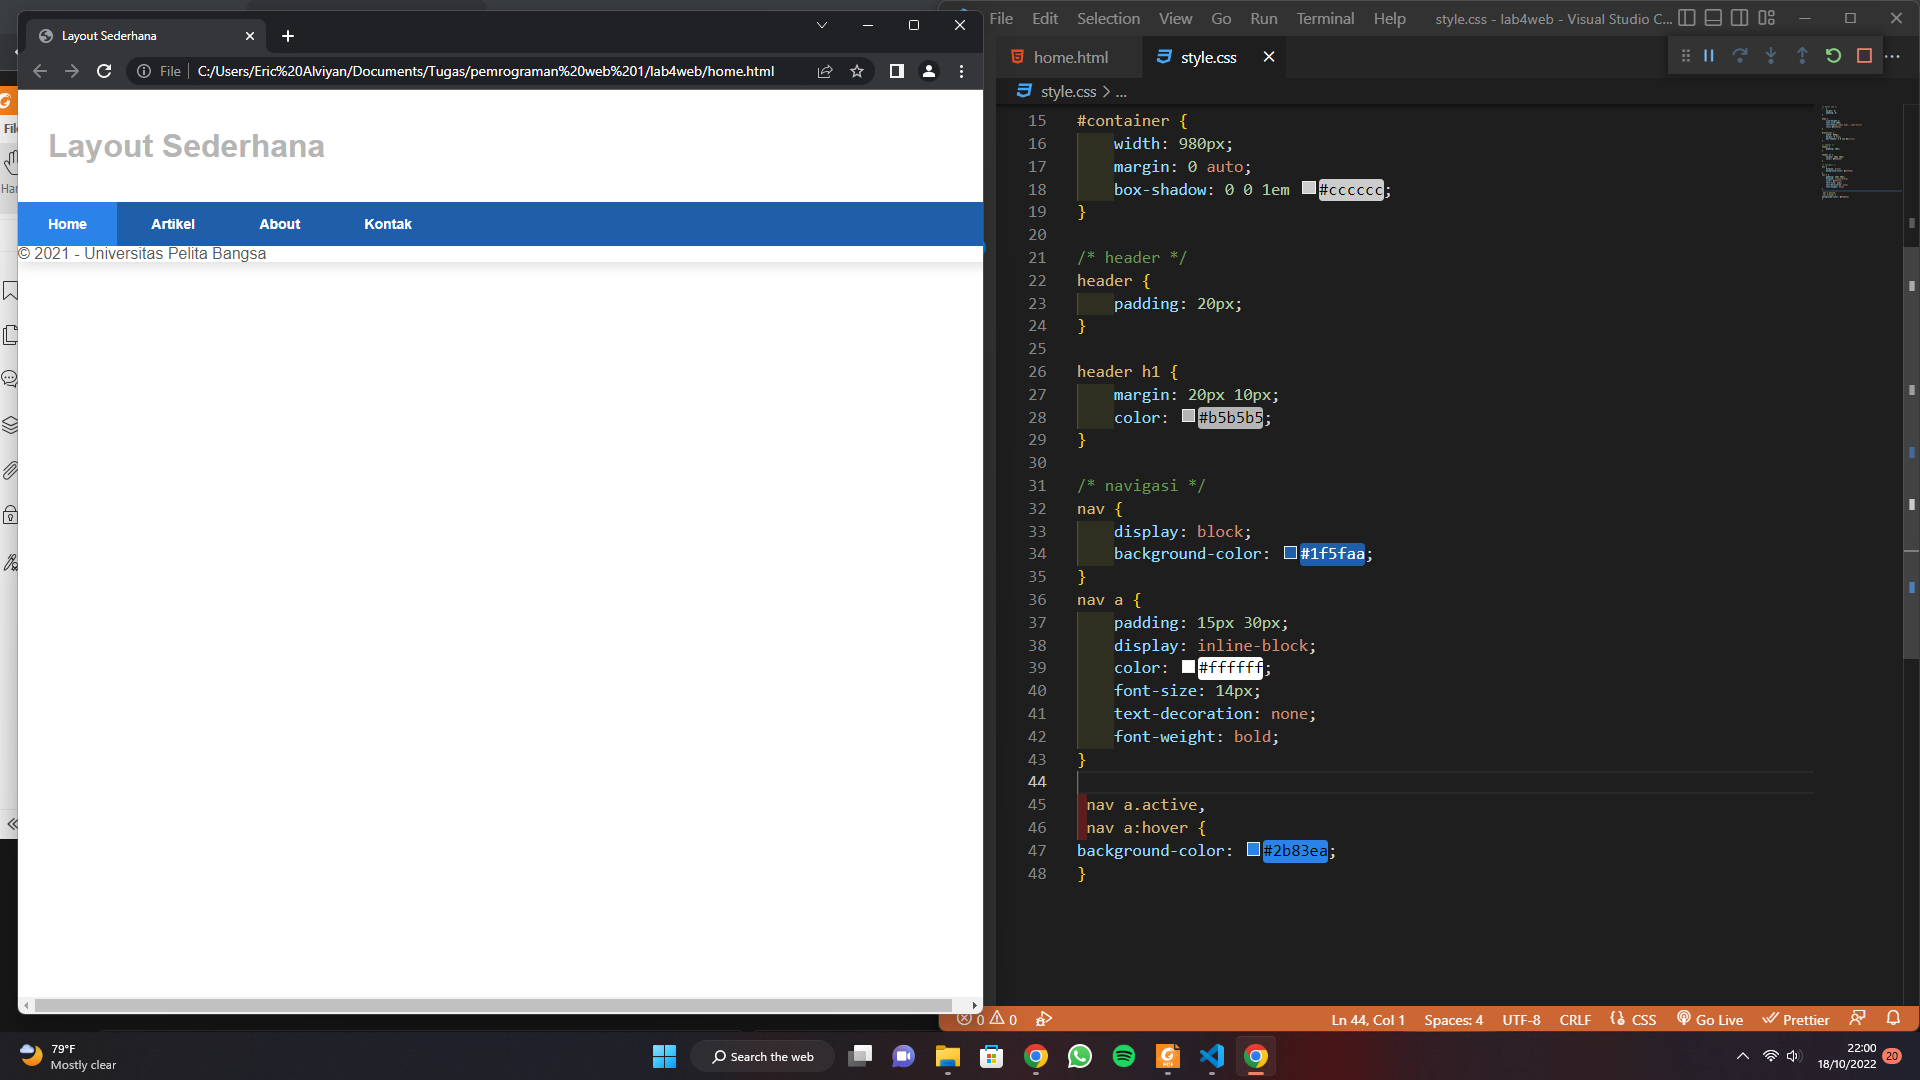 Layout Sederhana
File C:/Users/Eric%20Alviyan/Documents/Tugas/pemrograman%20web%201/lab4web/home.html
Layout Sederhana
Home Artikel About Kontak
© 2021 - Universitas Pelita Bangsa
File Edit Selection View Go Run Terminal Help style.css - lab4web - Visual Studio C...
home.html style.css
style.css > ...
15 #container {
16 width: 980px;
17 margin: 0 auto;
18 box-shadow: 0 0 1em #cccccc;
19 }
20
21 /* header */
22 header {
23 padding: 20px;
24 }
25
26 header h1 {
27 margin: 20px 10px;
28 color: #b5b5b5;
29 }
30
31 /* navigasi */
32 nav {
33 display: block;
34 background-color: #1f5faa;
35 }
36 nav a {
37 padding: 15px 30px;
38 display: inline-block;
39 color: #ffffff;
40 font-size: 14px;
41 text-decoration: none;
42 font-weight: bold;
43 }
44
45 nav a.active,
46 nav a:hover {
47 background-color: #2b83ea;
48 }
0 0 Ln 44, Col 1 Spaces: 4 UTF-8 CRLF CSS Go Live Prettier
79°F
Mostly clear
Search the web
22:00
18/10/2022
20